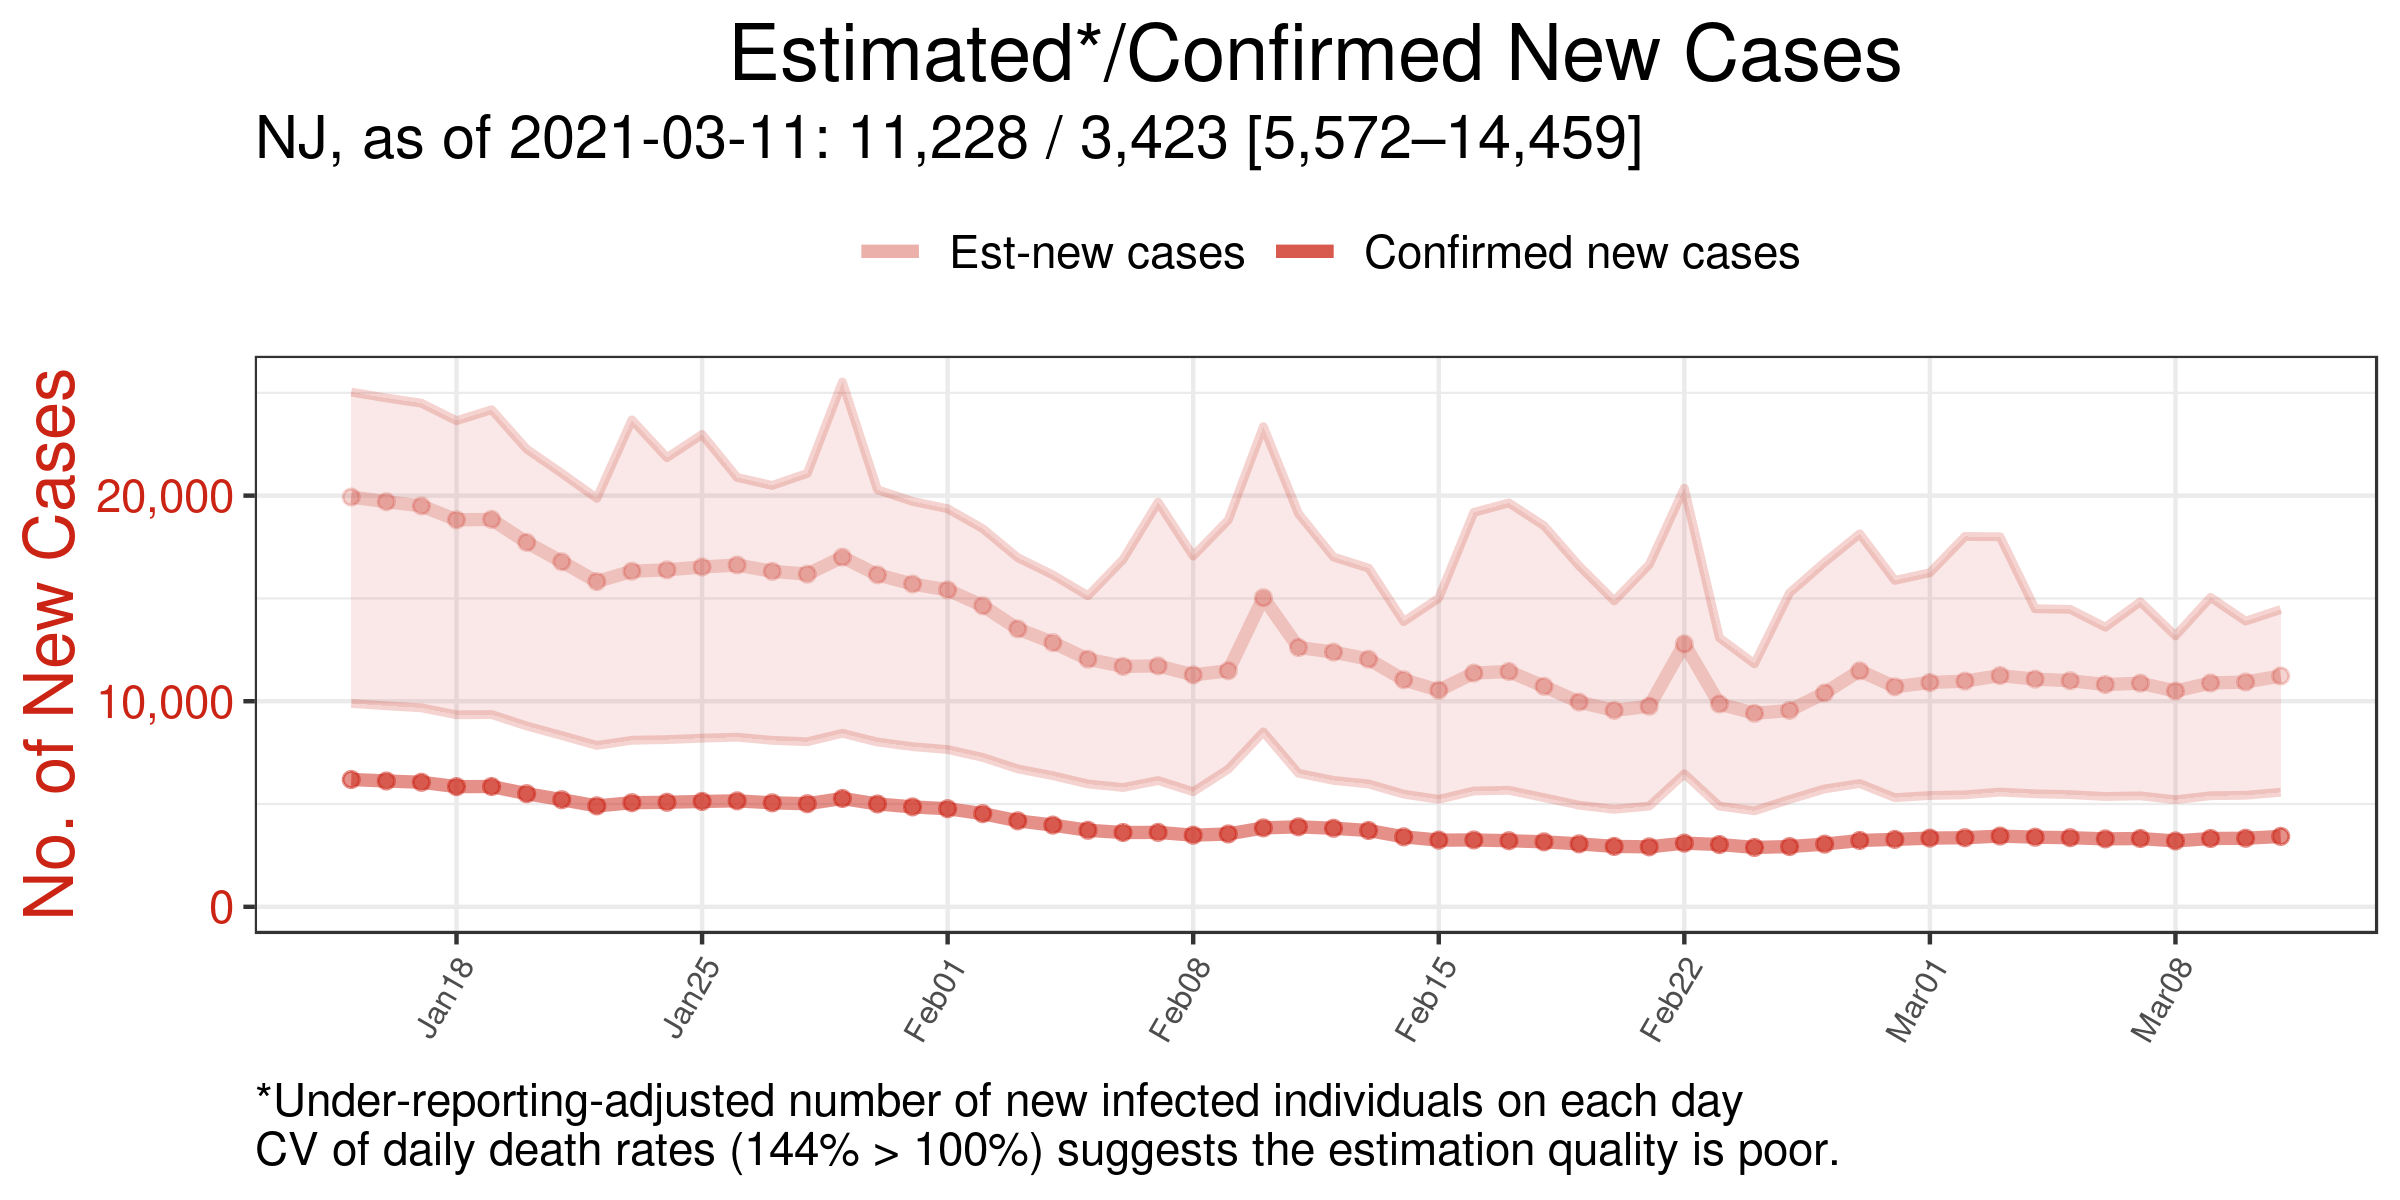 Estimated*/Confirmed New Cases
NJ, as of 2021-03-11: 11,228 / 3,423 [5,572–14,459]
Est-new cases
Confirmed new cases
No. of New Cases
20,000
10,000
0
Jan18
Jan25
Feb01
Feb08
Feb15
Feb22
Mar01
Mar08
*Under-reporting-adjusted number of new infected individuals on each day
CV of daily death rates (144% > 100%) suggests the estimation quality is poor.